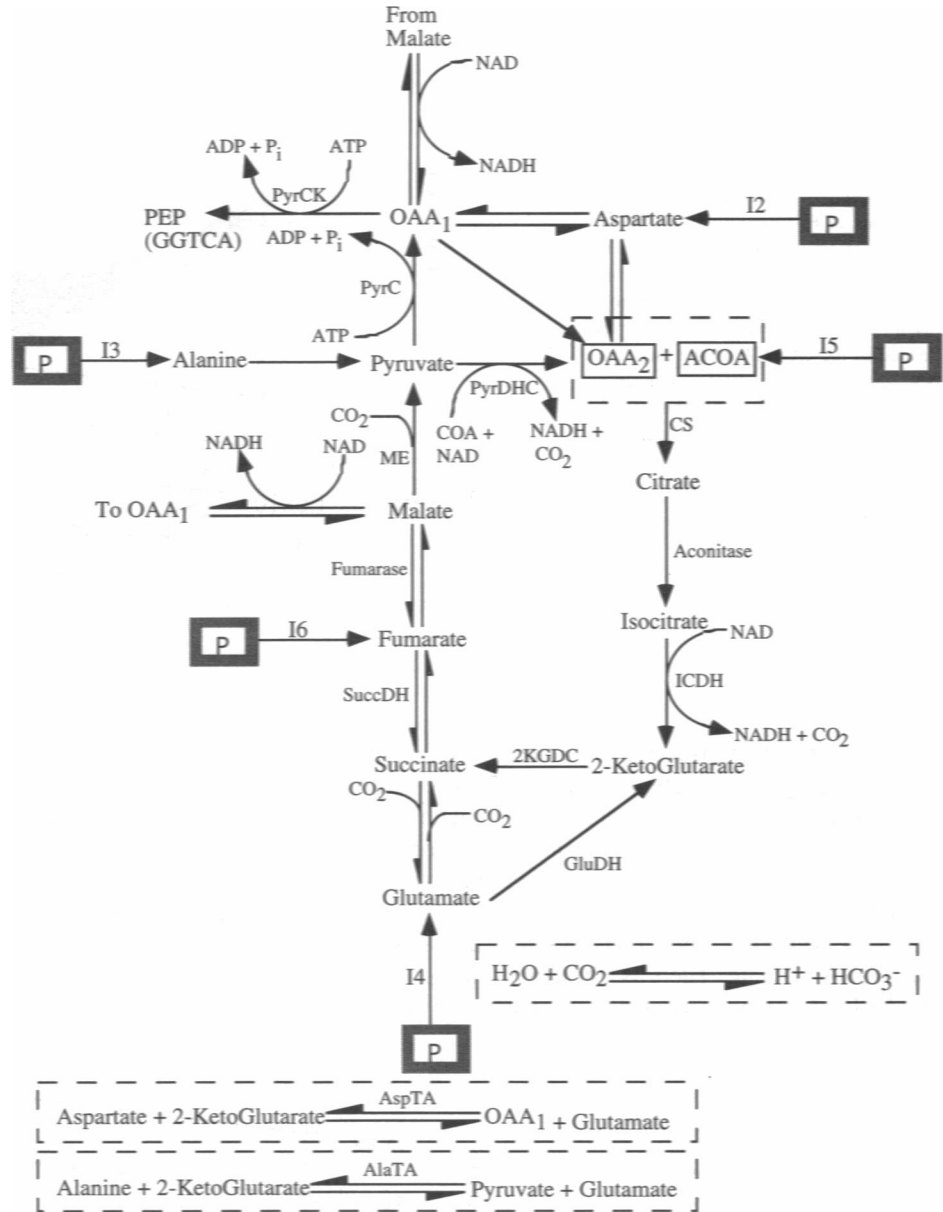 From
Malate
NAD
NADH
ADP + Pi
ATP
PyrCK
PEP
(GGTCA)
OAA1
Aspartate
I2
P
ADP + Pi
PyrC
ATP
P
I3
Alanine
Pyruvate
OAA2 + ACOA
I5
P
PyrDHC
COA +
NAD
NADH +
CO2
CS
CO2
ME
NADH
NAD
Citrate
To OAA1
Malate
Aconitase
Fumarase
Isocitrate
NAD
P
I6
Fumarate
ICDH
SuccDH
NADH + CO2
Succinate
2KGDC
2-KetoGlutarate
CO2
CO2
GluDH
Glutamate
I4
H2O + CO2
H+ + HCO3-
P
AspTA
Aspartate + 2-KetoGlutarate OAA1 + Glutamate
AlaTA
Alanine + 2-KetoGlutarate Pyruvate + Glutamate